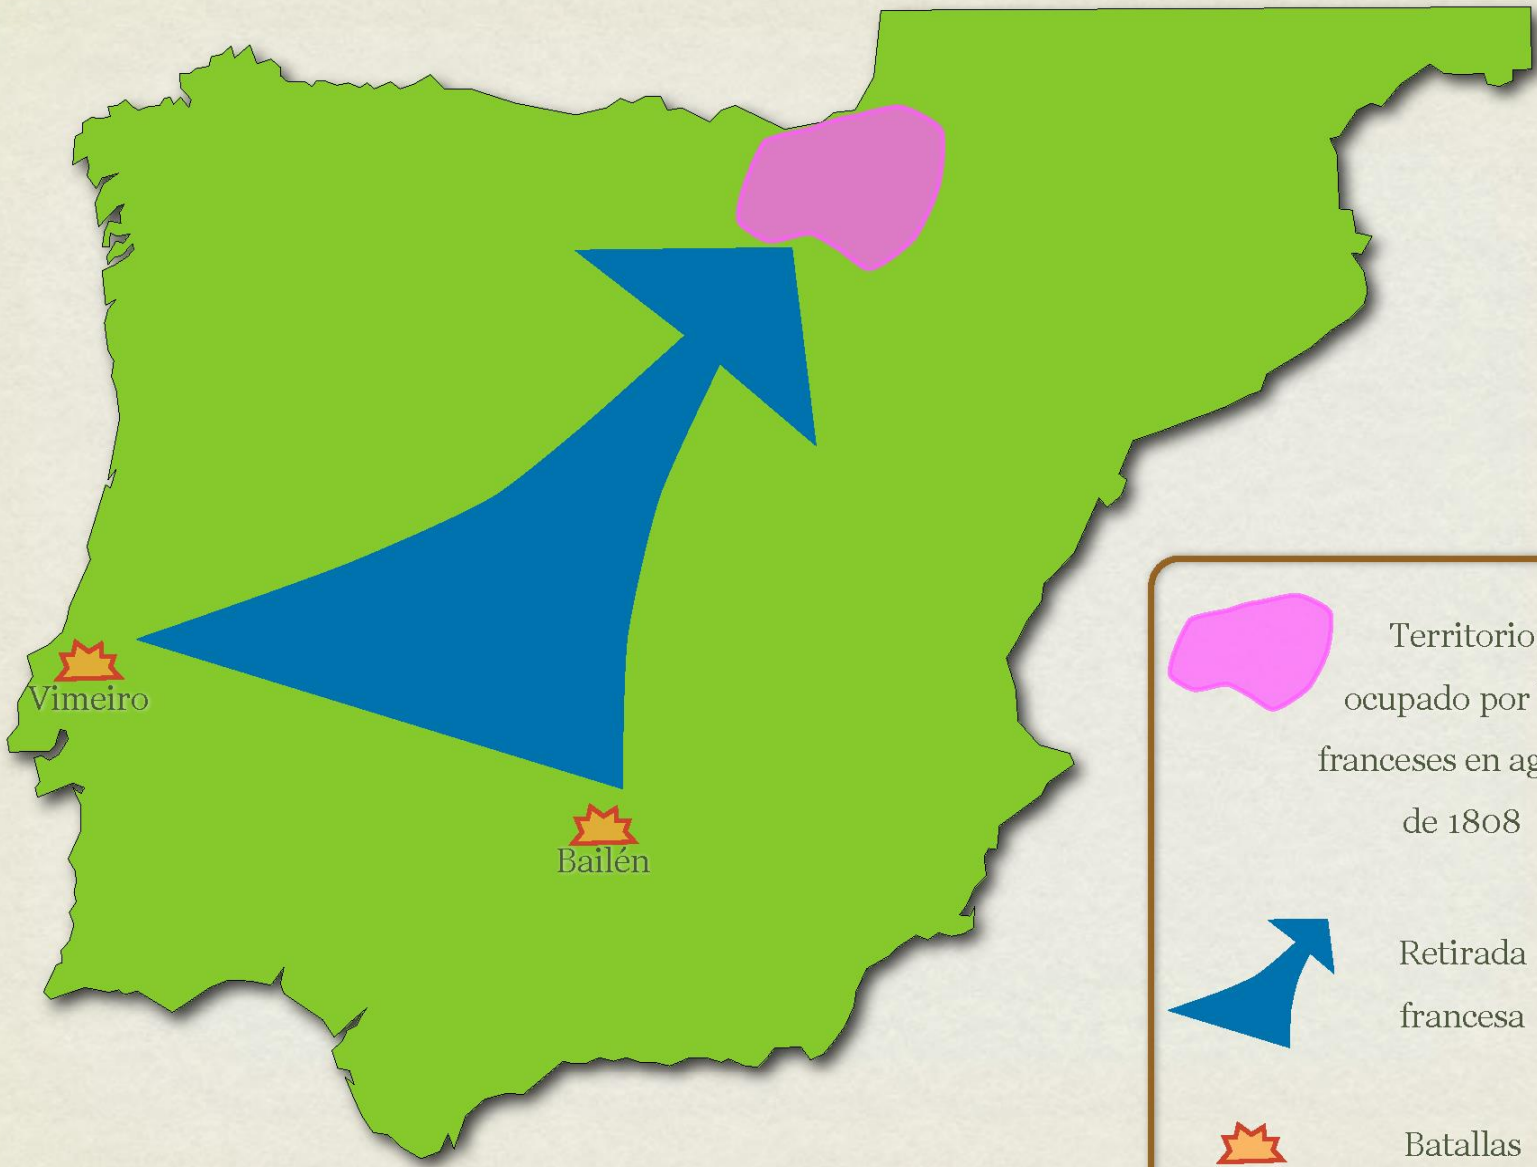 Vimeiro
Bailén
Territorio
ocupado por
franceses en ag
de 1808
Retirada
francesa
Batallas